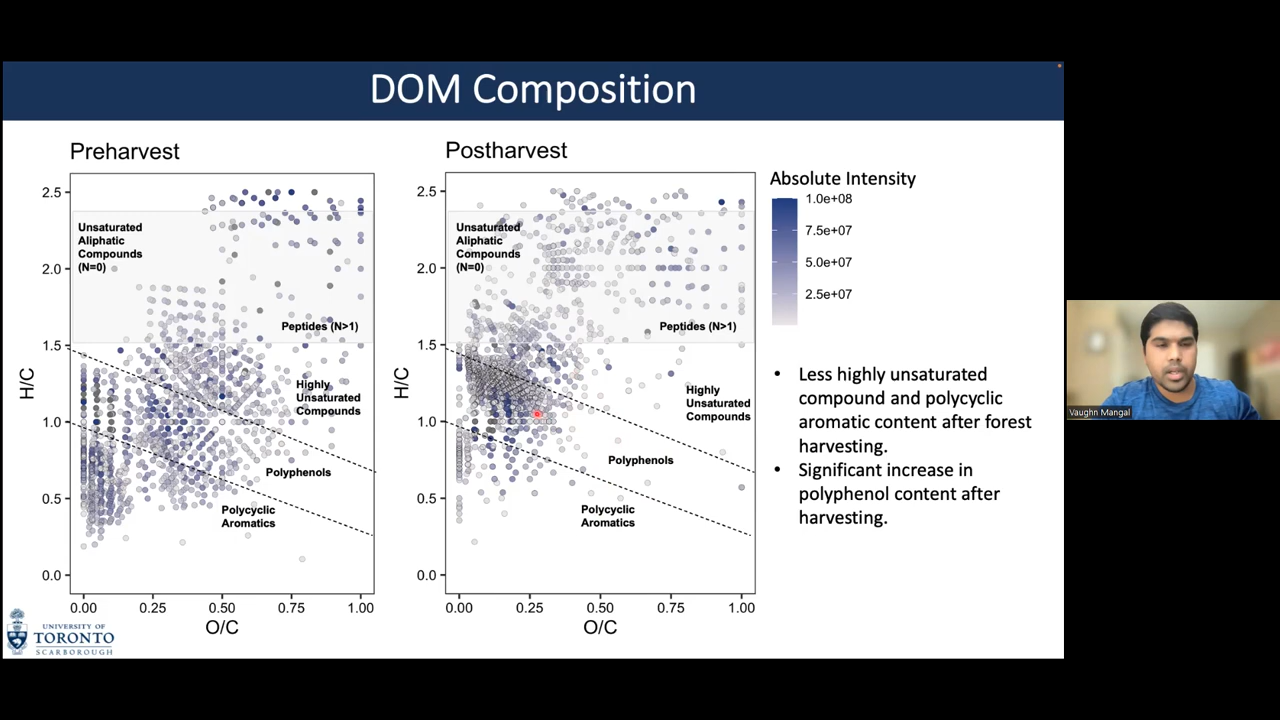 DOM Composition
Preharvest
Postharvest
H/C
2.5
2.0
1.5
1.0
0.5
0.0
Unsaturated
Aliphatic
Compounds
(N=0)
Peptides (N>1)
Highly
Unsaturated
Compounds
Polyphenols
Polycyclic
Aromatics
0.00
0.25
0.50
0.75
1.00
O/C
H/C
2.5
2.0
1.5
1.0
0.5
0.0
Unsaturated
Aliphatic
Compounds
(N=0)
Peptides (N>1)
Highly
Unsaturated
Compounds
Polyphenols
Polycyclic
Aromatics
0.00
0.25
0.50
0.75
1.00
O/C
Absolute Intensity
1.0e+08
7.5e+07
5.0e+07
2.5e+07
• Less highly unsaturated
compound and polycyclic
aromatic content after forest
harvesting.
• Significant increase in
polyphenol content after
harvesting.
UNIVERSITY OF
TORONTO
SCARBOROUGH
Vaughn Mangal